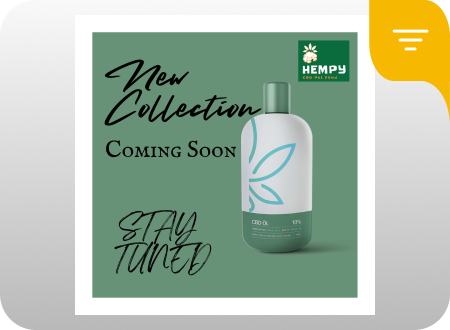 HEMPY
New
Collection
Coming Soon
CBD OIL 10%
STAY
TUNED